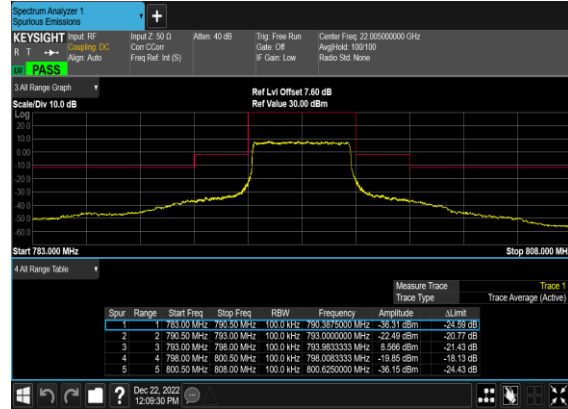 Spectrum Analyzer 1
Spurious Emissions
+
KEYSIGHT Input: RF Input Z: 50 Ω Atten: 40 dB Trig: Free Run Center Freq: 22.005000000 GHz
R T Coupling: DC Corr CCorr Gate: Off Avg|Hold: 100/100
Align: Auto Freq Ref: Int (S) IF Gain: Low Radio Std: None
PASS
3 All Range Graph Ref Lvl Offset 7.60 dB
Scale/Div 10.0 dB Ref Value 30.00 dBm
Log
20.0
10.0
0.00
-10.0
-20.0
-30.0
-40.0
-50.0
-60.0
Start 783.000 MHz Stop 808.000 MH
4 All Range Table
Measure Trace Trace 1
Trace Type Trace Average (Active)
Spur Range Start Freq Stop Freq RBW Frequency Amplitude ΔLimit
1 1 783.00 MHz 790.50 MHz 100.0 kHz 790.3875000 MHz -36.31 dBm -24.59 dB
2 2 790.50 MHz 793.00 MHz 100.0 kHz 793.0000000 MHz -22.49 dBm -20.77 dB
3 3 793.00 MHz 798.00 MHz 100.0 kHz 793.9833333 MHz 8.566 dBm -21.43 dB
4 4 798.00 MHz 800.50 MHz 100.0 kHz 798.0083333 MHz -19.85 dBm -18.13 dB
5 5 800.50 MHz 808.00 MHz 100.0 kHz 800.6250000 MHz -36.15 dBm -24.43 dB
? Dec 22, 2022
12:09:30 PM